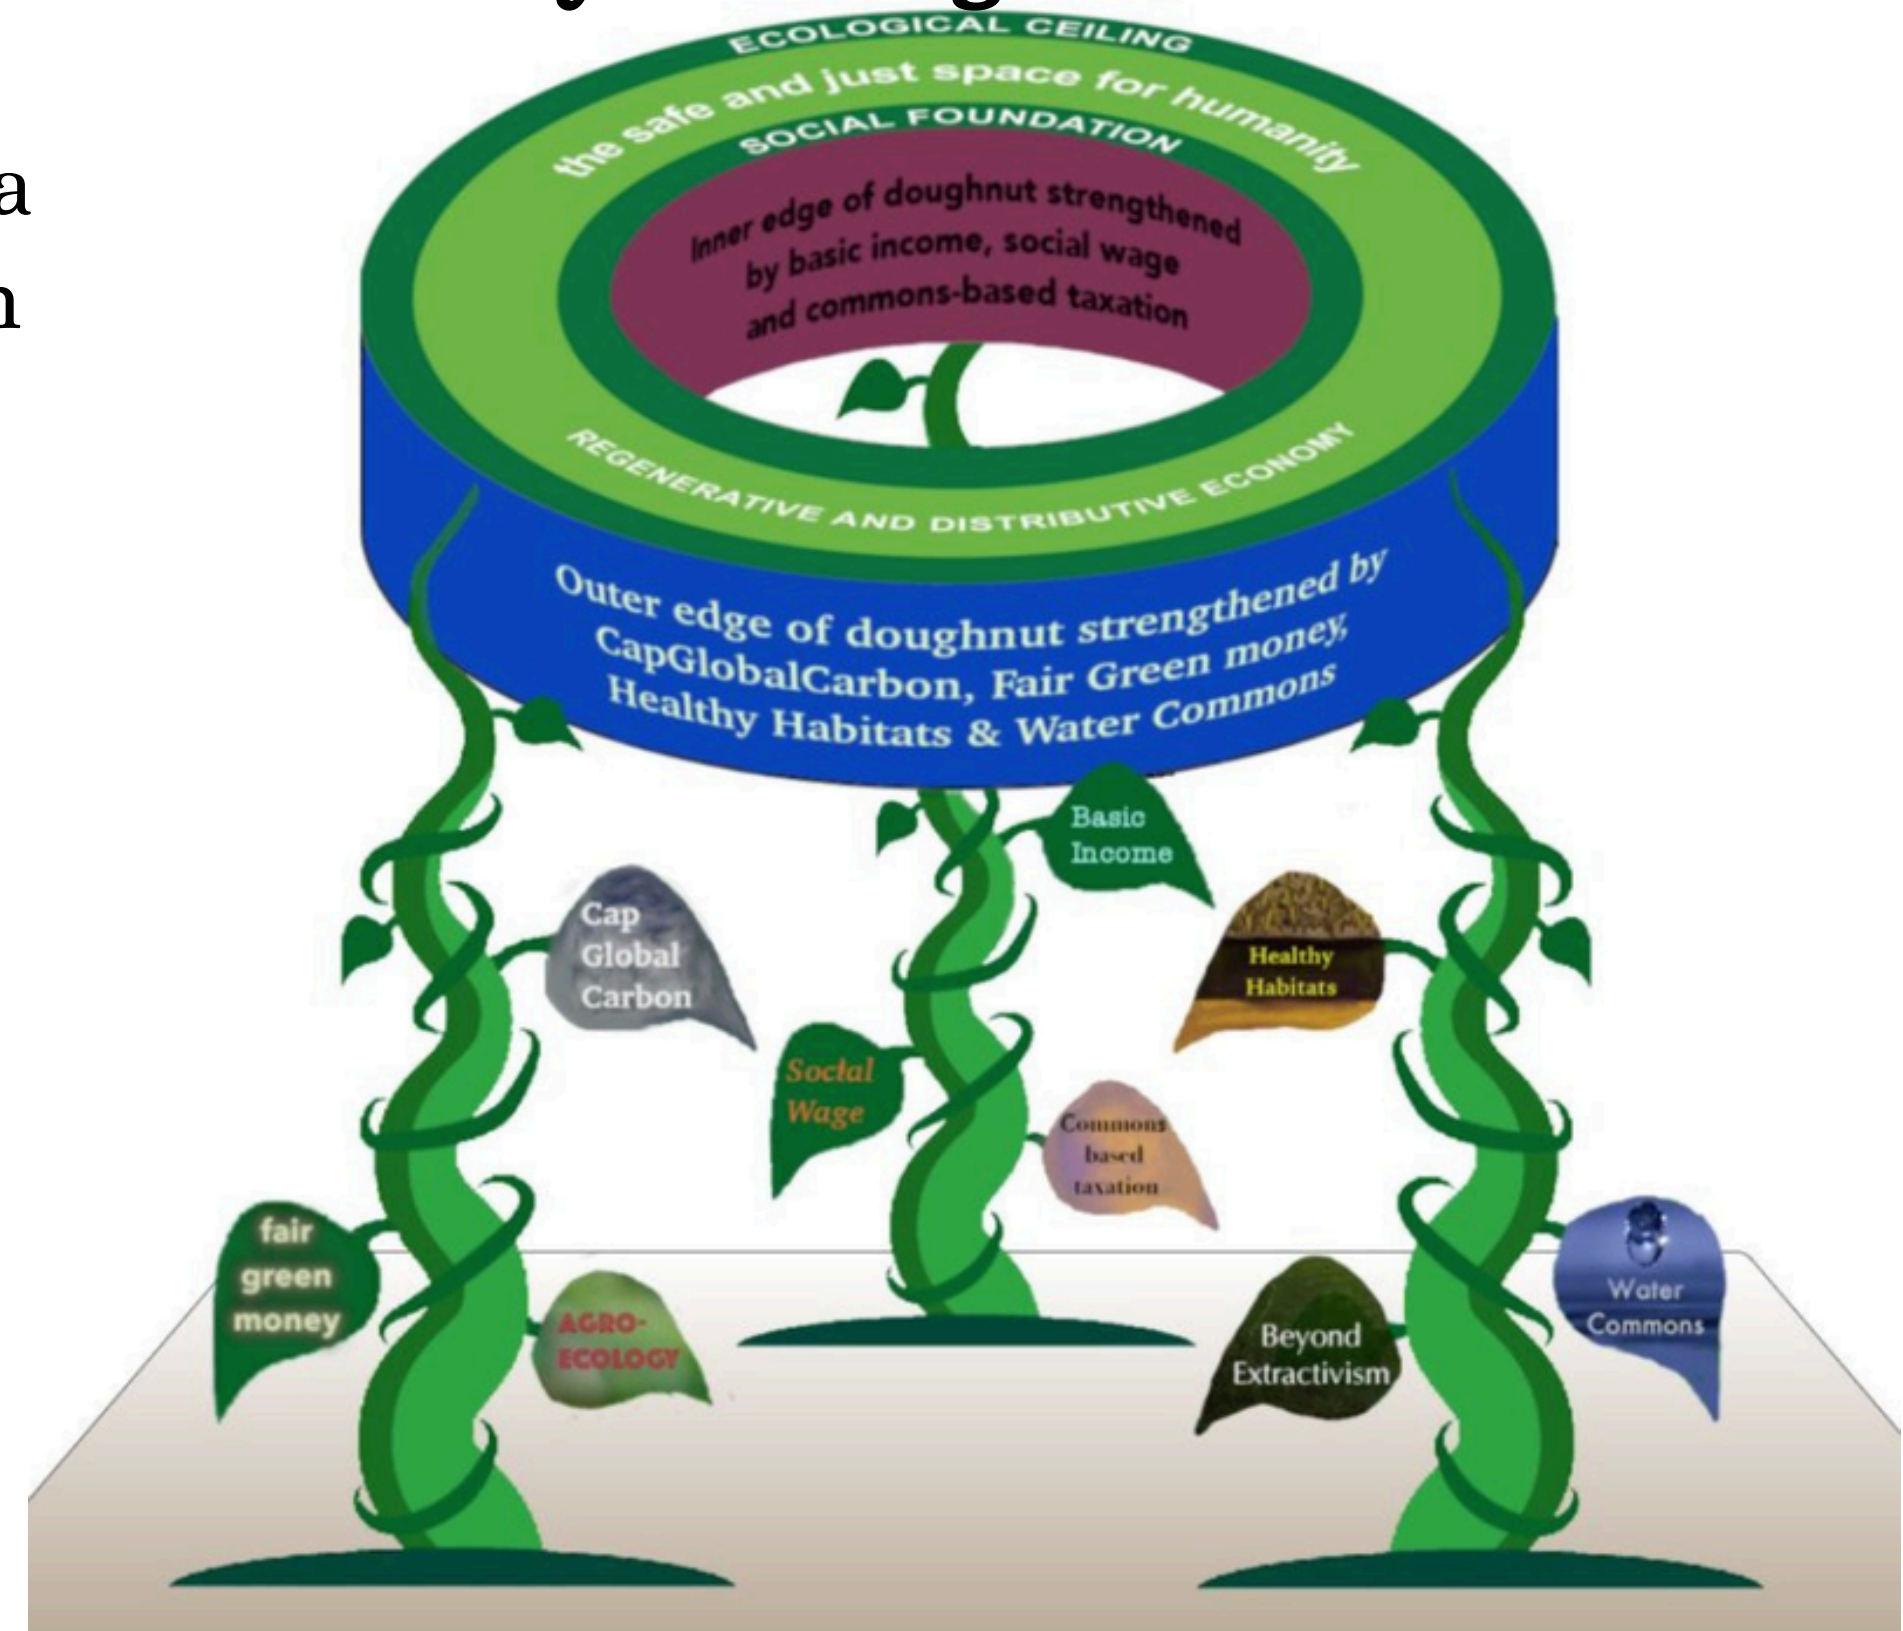 a
n
ECOLOGICAL CEILING
the safe and just space for humanity
SOCIAL FOUNDATION
Inner edge of doughnut strengthened
by basic income, social wage
and commons-based taxation
REGENERATIVE AND DISTRIBUTIVE ECONOMY
Outer edge of doughnut strengthened by
CapGlobalCarbon, Fair Green money,
Healthy Habitats & Water Commons
Basic
Income
Cap
Global
Carbon
Healthy
Habitats
Social
Wage
Commons
based
taxation
fair
green
money
AGRO-
ECOLOGY
Beyond
Extractivism
Water
Commons